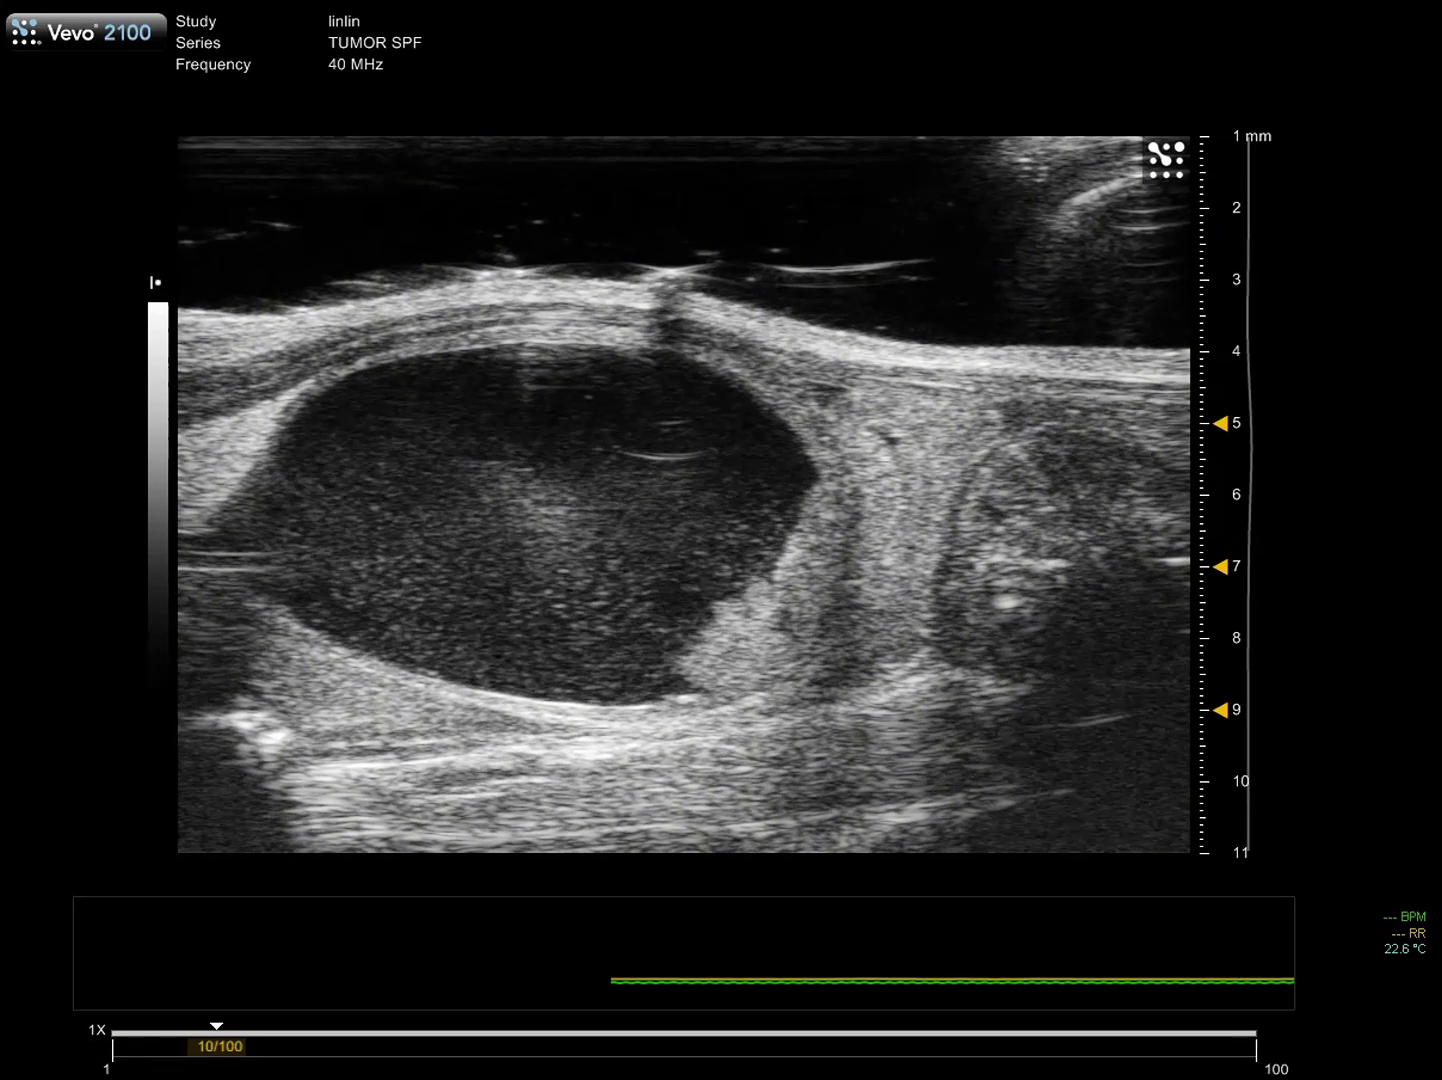 Vevo® 2100
Study linlin
Series TUMOR SPF
Frequency 40 MHz
1 mm
2
3
4
5
6
7
8
9
10
11
--- BPM
--- RR
22.6 °C
1X
10/100
1 100